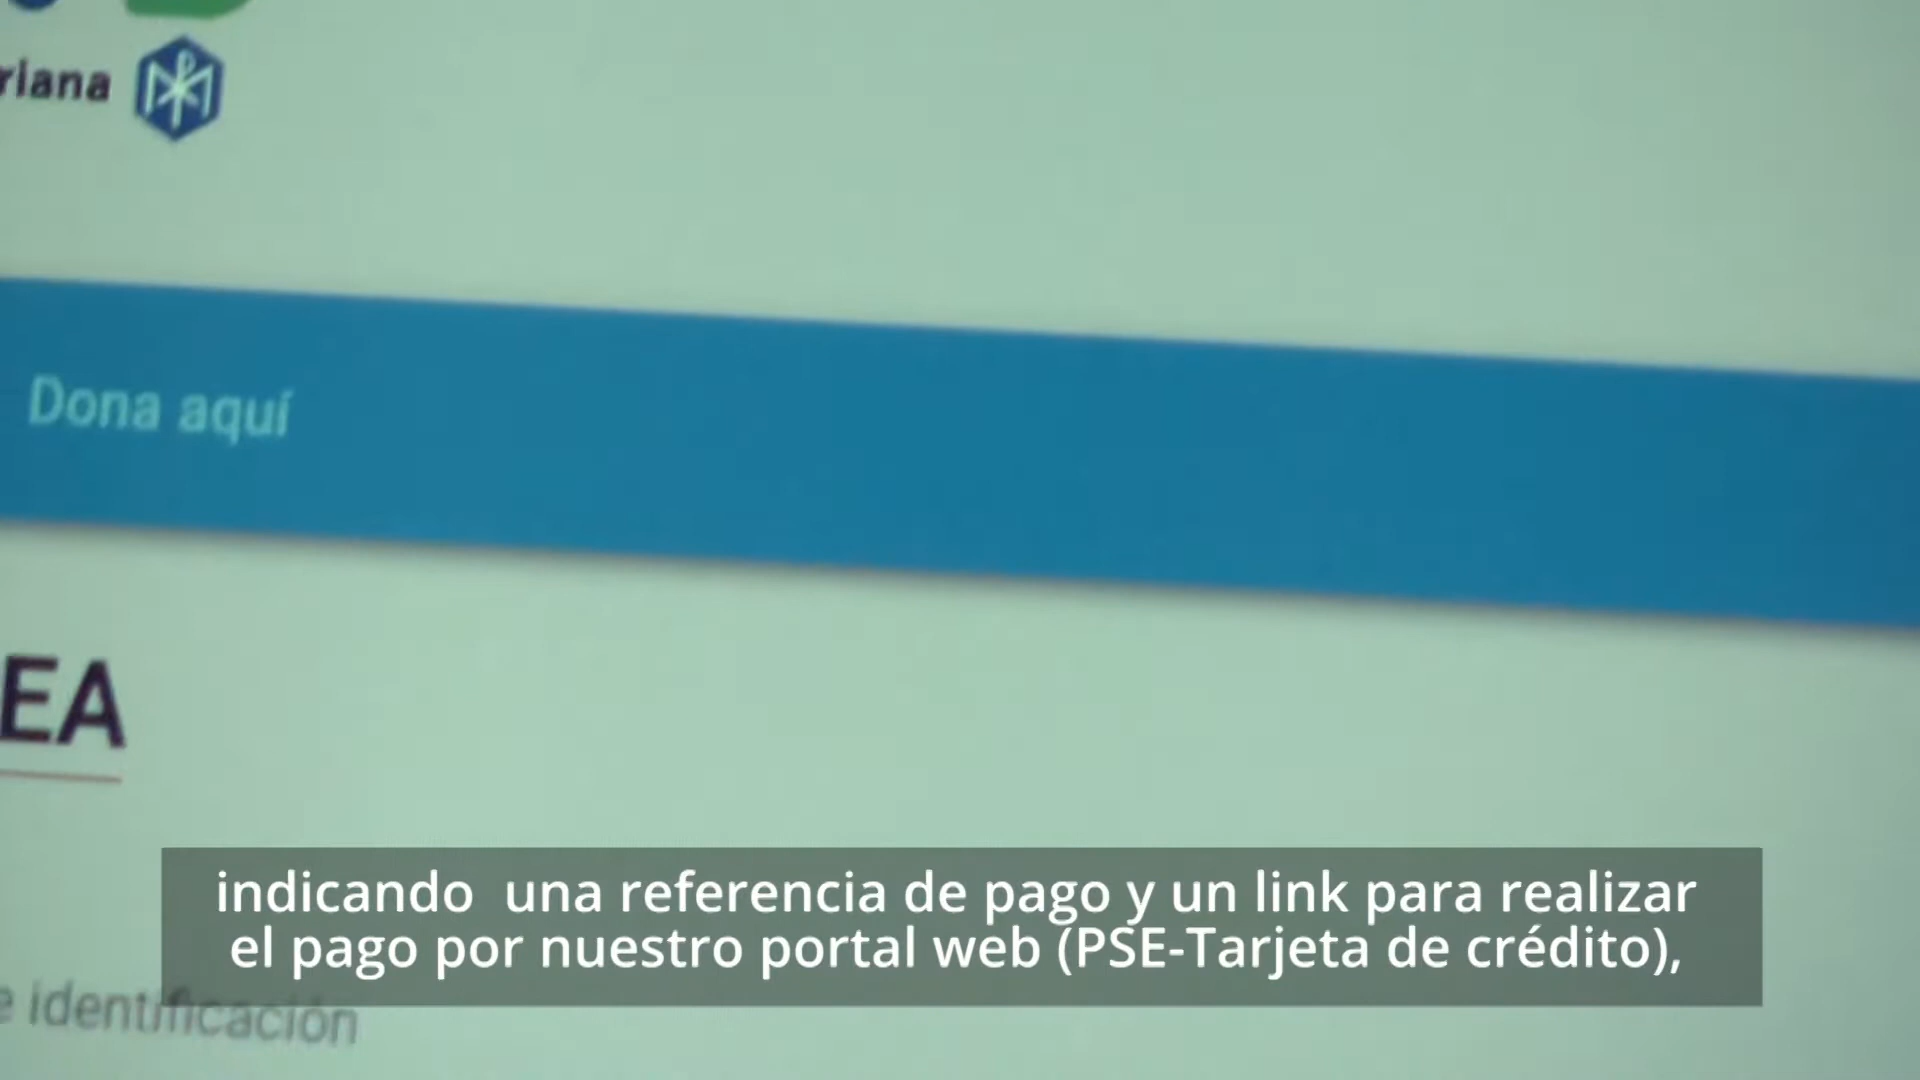 riana
Dona aquí
EA
e identificación
indicando  una referencia de pago y un link para realizar
el pago por nuestro portal web (PSE-Tarjeta de crédito),